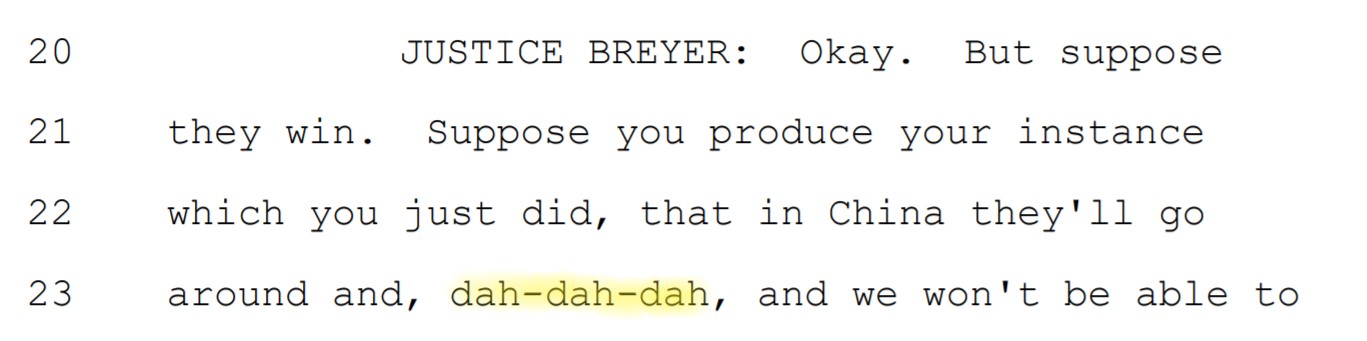 20 JUSTICE BREYER: Okay. But suppose
21 they win. Suppose you produce your instance
22 which you just did, that in China they'll go
23 around and, dah-dah-dah, and we won't be able to